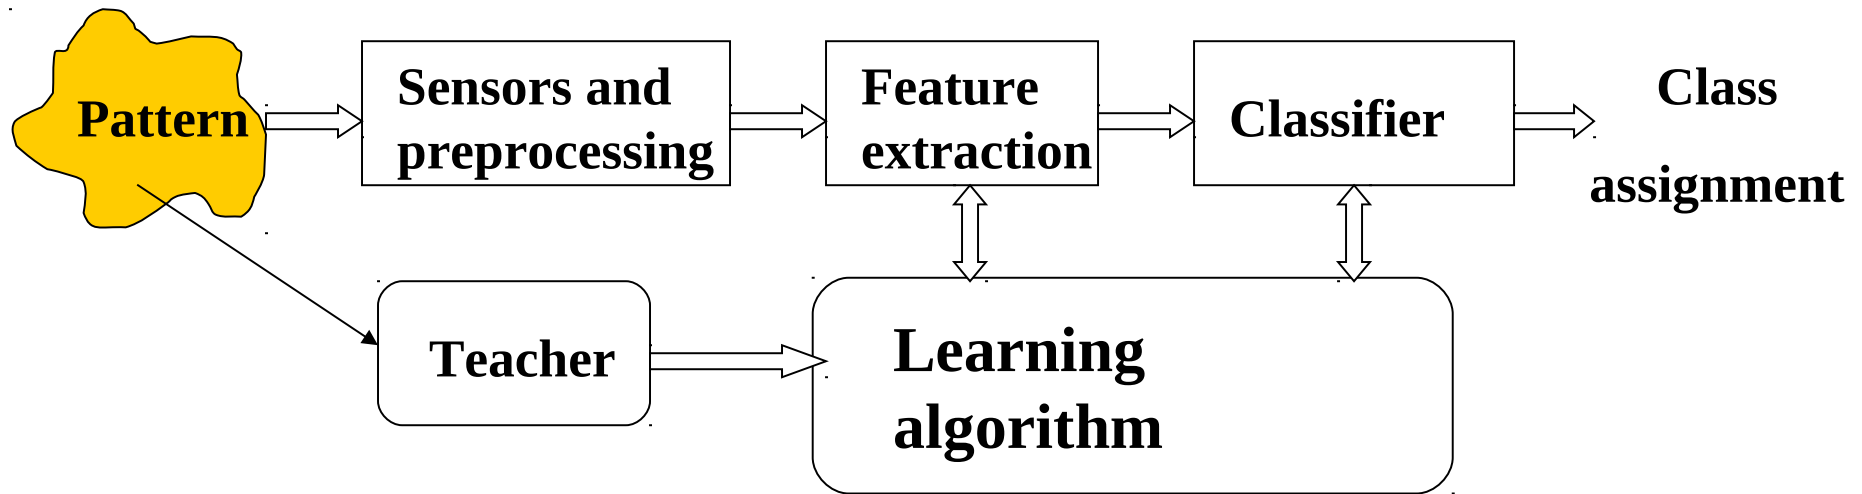 Pattern
Sensors and
preprocessing
Feature
extraction
Classifier
Class
assignment
Teacher
Learning
algorithm